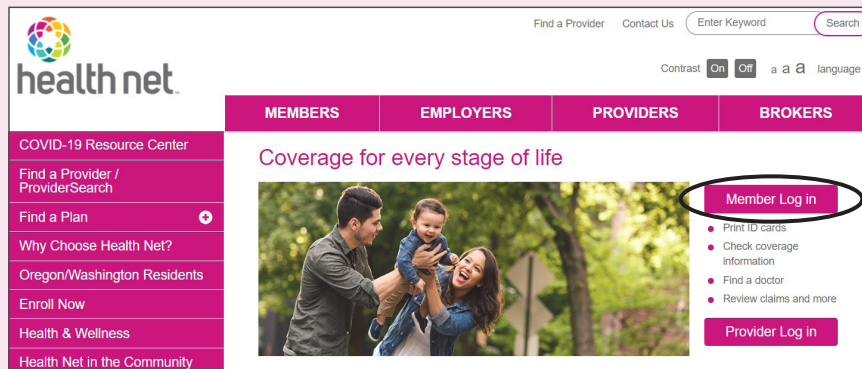 Find a Provider Contact Us Enter Keyword Search
health net
Contrast On Off a a a language
MEMBERS EMPLOYERS PROVIDERS BROKERS
COVID-19 Resource Center
Find a Provider /
ProviderSearch
Find a Plan
Why Choose Health Net?
Oregon/Washington Residents
Enroll Now
Health & Wellness
Health Net in the Community
Coverage for every stage of life
Member Log in
Print ID cards
Check coverage
information
Find a doctor
Review claims and more
Provider Log in